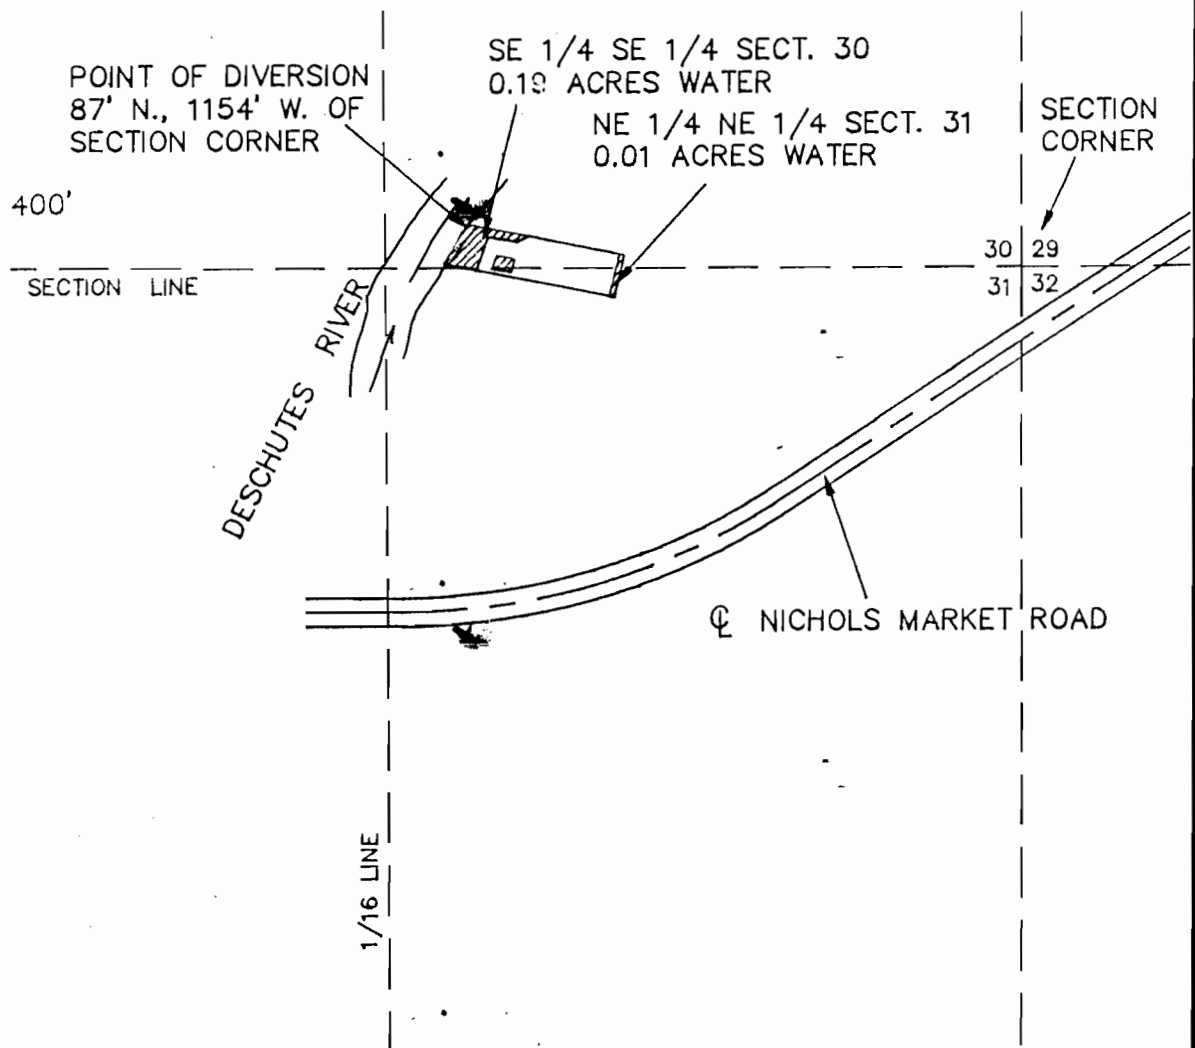 SE 1/4 SE 1/4 SECT. 30
0.19 ACRES WATER
POINT OF DIVERSION
87' N., 1154' W. OF
SECTION CORNER
NE 1/4 NE 1/4 SECT. 31
0.01 ACRES WATER
SECTION
CORNER
400'
30 29
31 32
SECTION LINE
DESCHUTES RIVER
℄ NICHOLS MARKET ROAD
1/16 LINE